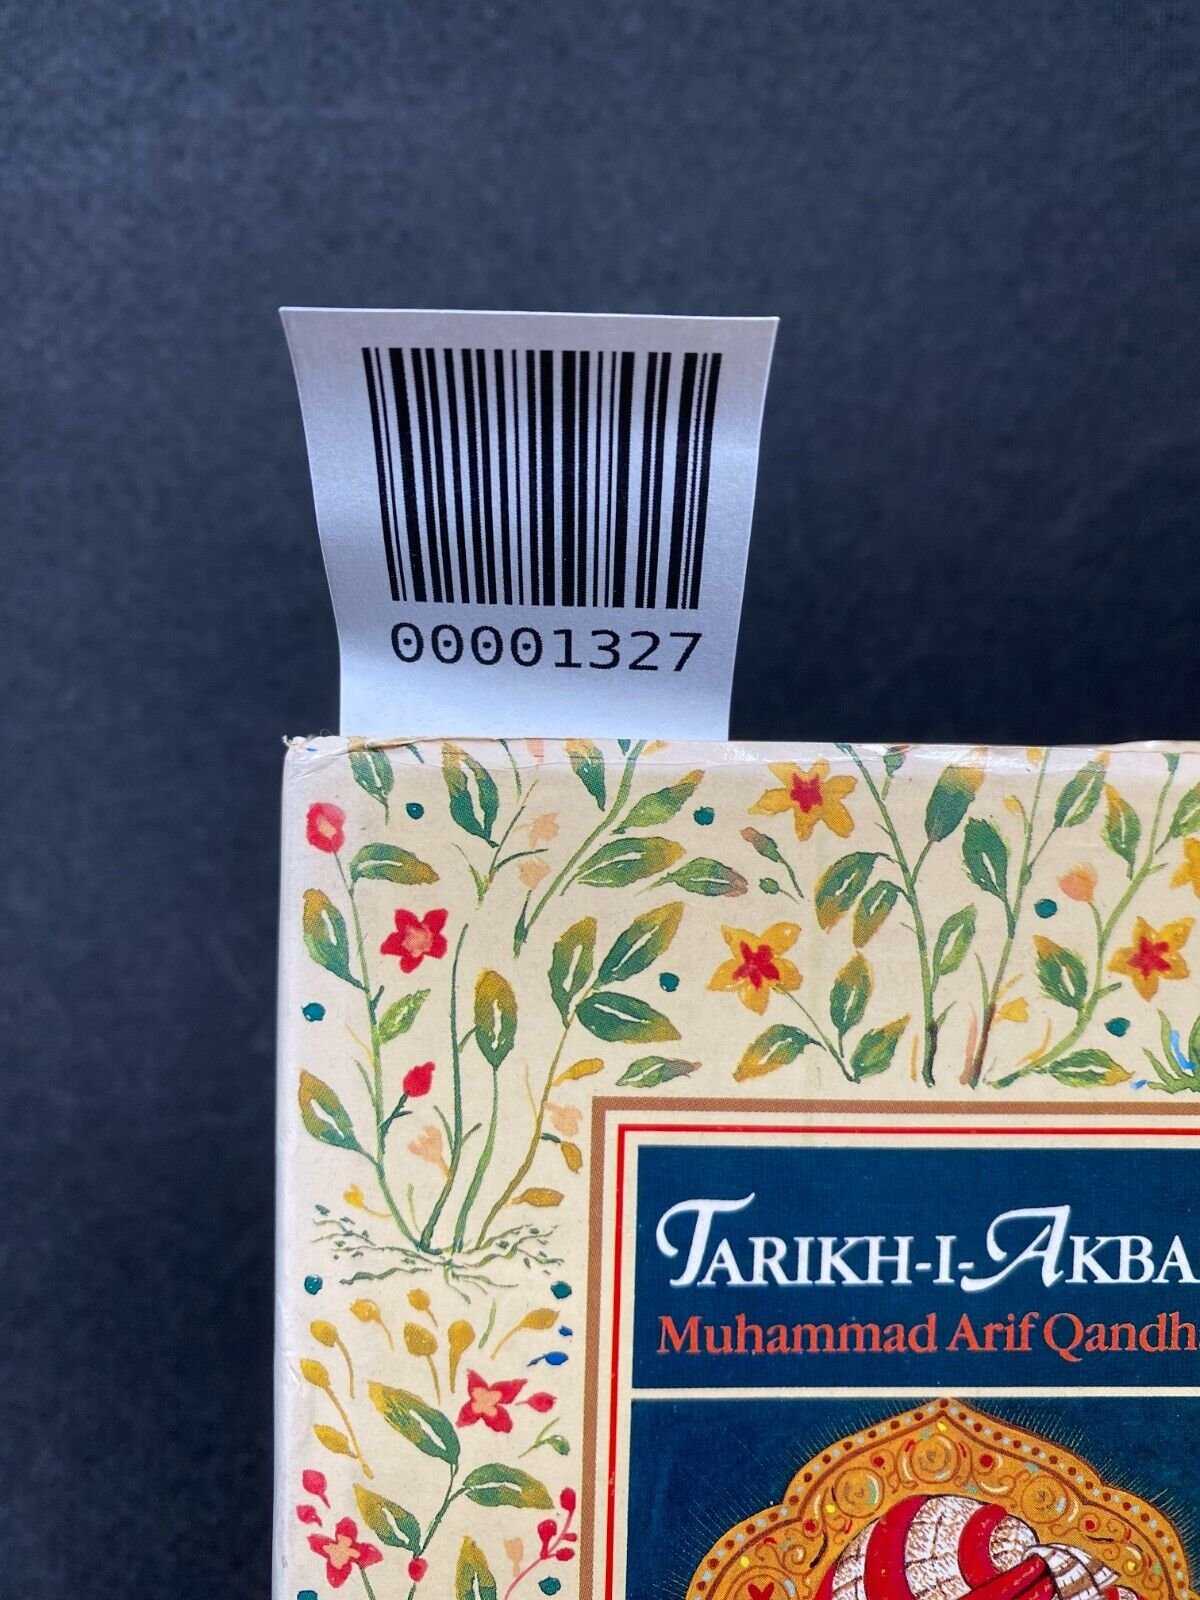 00001327
TARIKH-I-AKBA
Muhammad Arif Qandh